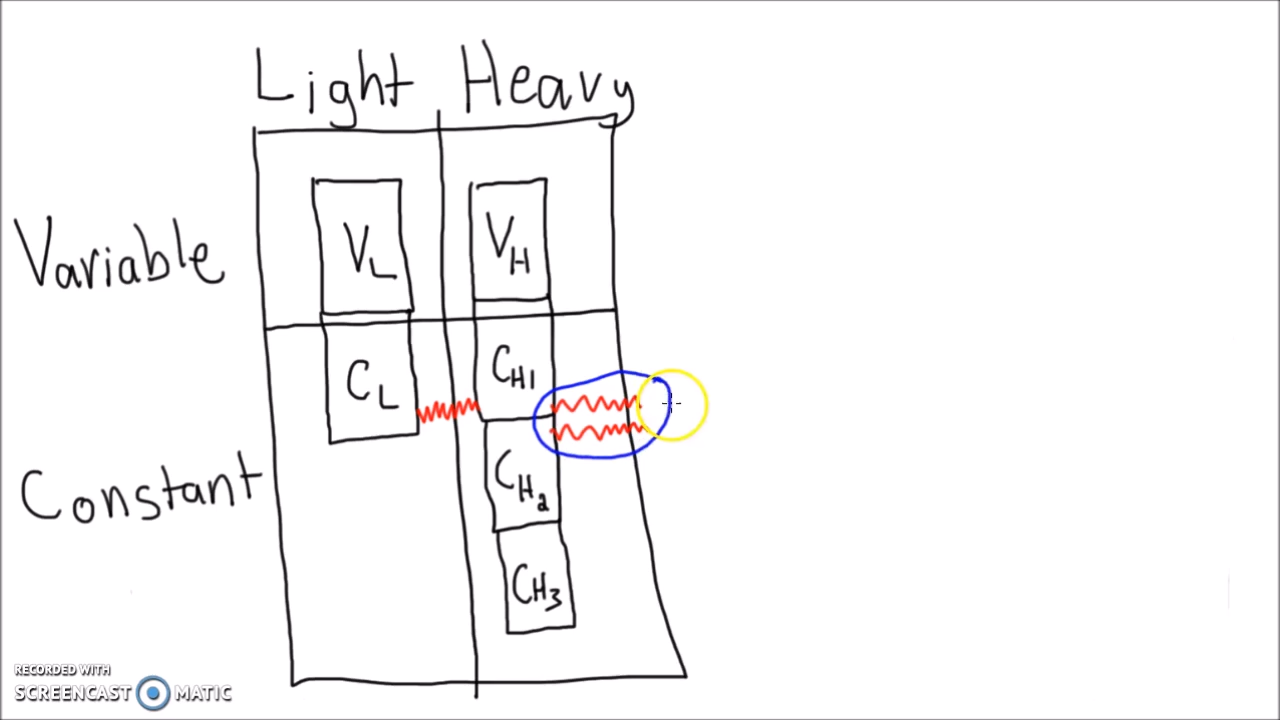 Light Heavy
Variable
VL
VH
CL
CH1
Constant
CH2
CH3
RECORDED WITH
SCREENCAST MATIC